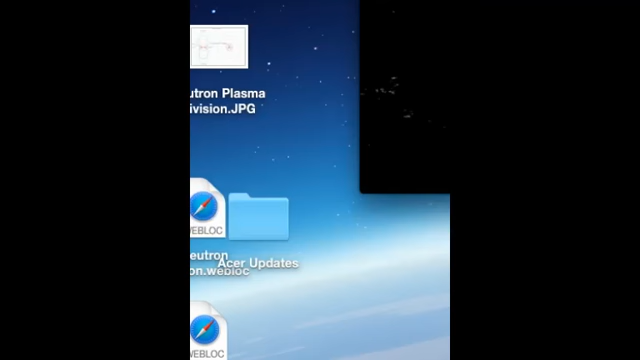 utron Plasma
ivision.JPG
WEBLOC
eutron
on.webloc
Acer Updates
WEBLOC